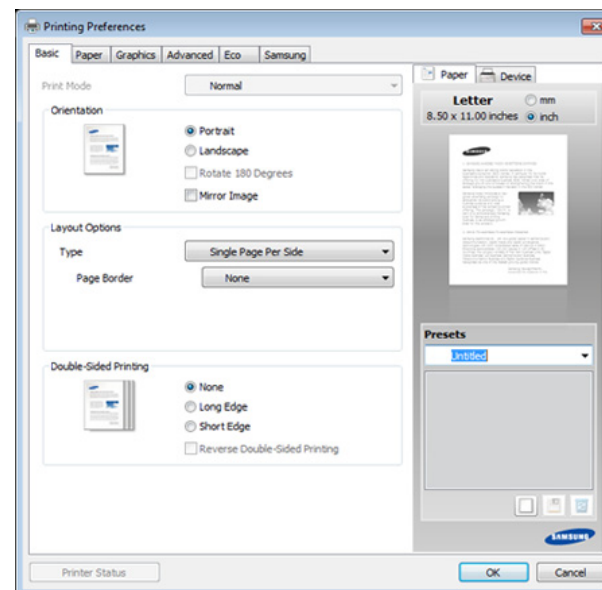 Printing Preferences
Basic Paper Graphics Advanced Eco Samsung
Print Mode Normal
Orientation
Portrait
Landscape
Rotate 180 Degrees
Mirror Image
Layout Options
Type Single Page Per Side
Page Border None
Double-Sided Printing
None
Long Edge
Short Edge
Reverse Double-Sided Printing
Paper Device
Letter mm
8.50 x 11.00 inches inch
Presets
Untitled
SAMSUNG
Printer Status OK Cancel